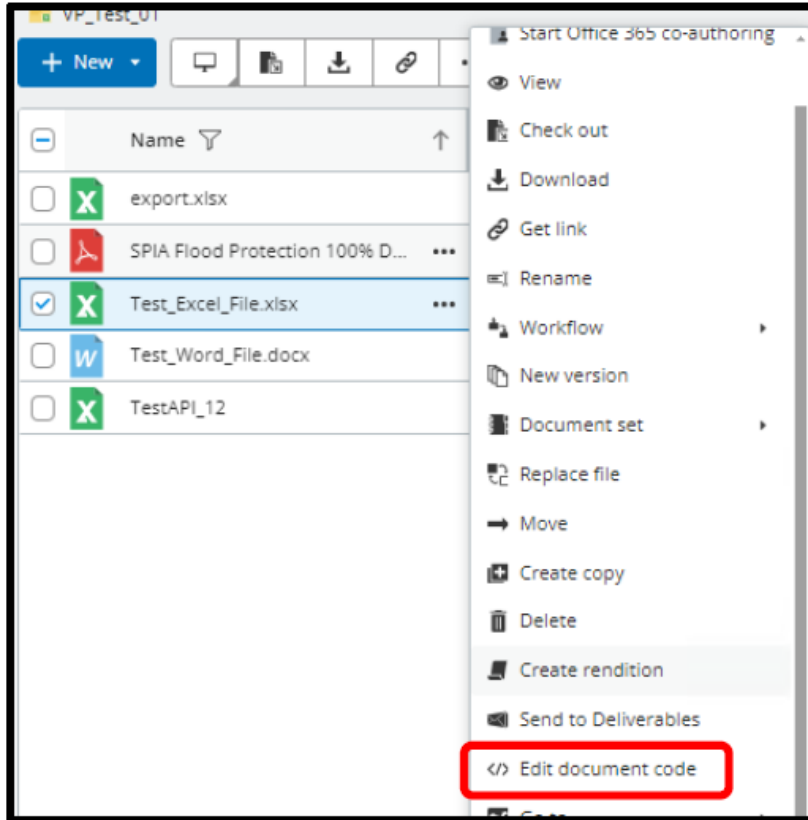 VP_Test_01
+ New
Name
export.xlsx
SPIA Flood Protection 100% D...
Test_Excel_File.xlsx
Test_Word_File.docx
TestAPI_12
Start Office 365 co-authoring
View
Check out
Download
Get link
Rename
Workflow
New version
Document set
Replace file
Move
Create copy
Delete
Create rendition
Send to Deliverables
Edit document code